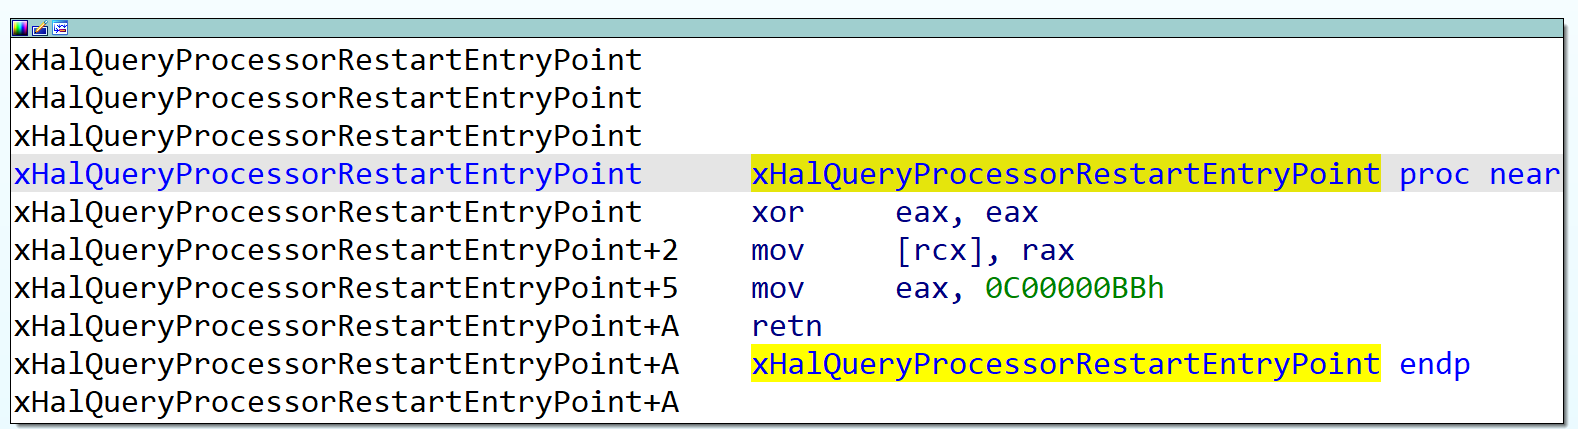 xHalQueryProcessorRestartEntryPoint
xHalQueryProcessorRestartEntryPoint
xHalQueryProcessorRestartEntryPoint
xHalQueryProcessorRestartEntryPoint xHalQueryProcessorRestartEntryPoint proc near
xHalQueryProcessorRestartEntryPoint xor eax, eax
xHalQueryProcessorRestartEntryPoint+2 mov [rcx], rax
xHalQueryProcessorRestartEntryPoint+5 mov eax, 0C00000BBh
xHalQueryProcessorRestartEntryPoint+A retn
xHalQueryProcessorRestartEntryPoint+A xHalQueryProcessorRestartEntryPoint endp
xHalQueryProcessorRestartEntryPoint+A